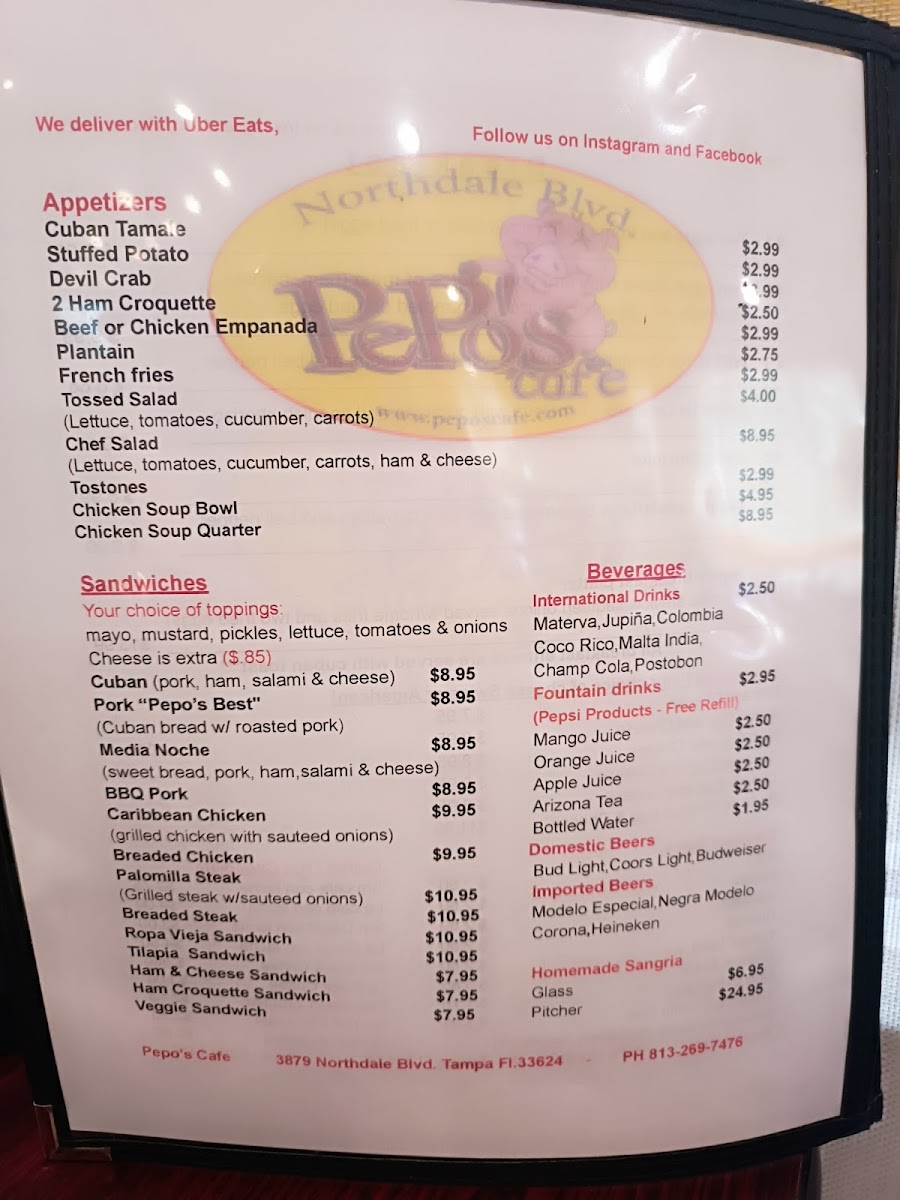 We deliver with Uber Eats,
Follow us on Instagram and Facebook
Northdale Blvd.
PePo's
cafe
www.peposcafe.com
Appetizers
Cuban Tamale $2.99
Stuffed Potato $2.99
Devil Crab .99
2 Ham Croquette $2.50
Beef or Chicken Empanada $2.99
Plantain $2.75
French fries $2.99
Tossed Salad $4.00
(Lettuce, tomatoes, cucumber, carrots)
Chef Salad $8.95
(Lettuce, tomatoes, cucumber, carrots, ham & cheese)
Tostones $2.99
Chicken Soup Bowl $4.95
Chicken Soup Quarter $8.95
Sandwiches
Your choice of toppings:
mayo, mustard, pickles, lettuce, tomatoes & onions
Cheese is extra ($.85)
Cuban (pork, ham, salami & cheese) $8.95
Pork “Pepo's Best" $8.95
(Cuban bread w/ roasted pork)
Media Noche $8.95
(sweet bread, pork, ham,salami & cheese)
BBQ Pork $8.95
Caribbean Chicken $9.95
(grilled chicken with sauteed onions)
Breaded Chicken $9.95
Palomilla Steak
(Grilled steak w/sauteed onions) $10.95
Breaded Steak $10.95
Ropa Vieja Sandwich $10.95
Tilapia Sandwich $10.95
Ham & Cheese Sandwich $7.95
Ham Croquette Sandwich $7.95
Veggie Sandwich $7.95
Beverages
International Drinks $2.50
Materva,Jupiña,Colombia
Coco Rico,Malta India,
Champ Cola,Postobon
Fountain drinks $2.95
(Pepsi Products - Free Refill)
Mango Juice $2.50
Orange Juice $2.50
Apple Juice $2.50
Arizona Tea $2.50
Bottled Water $1.95
Domestic Beers
Bud Light,Coors Light,Budweiser
Imported Beers
Modelo Especial,Negra Modelo
Corona,Heineken
Homemade Sangria
Glass $6.95
Pitcher $24.95
Pepo's Cafe 3879 Northdale Blvd. Tampa Fl.33624 - PH 813-269-7476